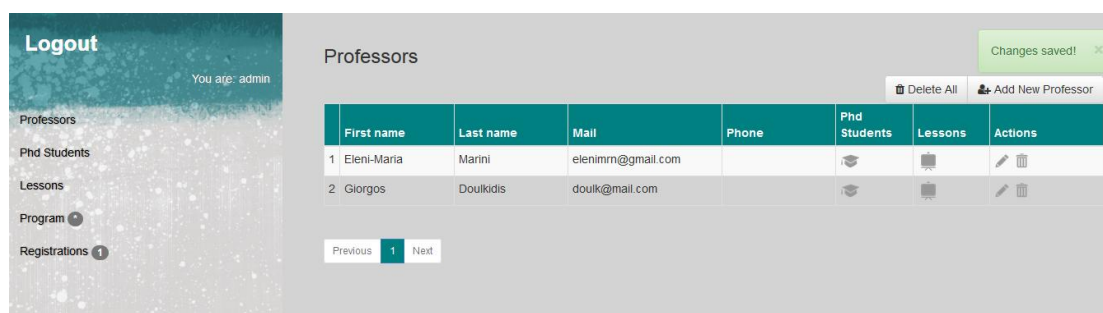 Logout
You are: admin
Professors
Phd Students
Lessons
Program *
Registrations 1
Professors
Changes saved! ×
Delete All Add New Professor
First name Last name Mail Phone Phd Students Lessons Actions
1 Eleni-Maria Marini elenimrn@gmail.com
2 Giorgos Doulkidis doulk@mail.com
Previous 1 Next